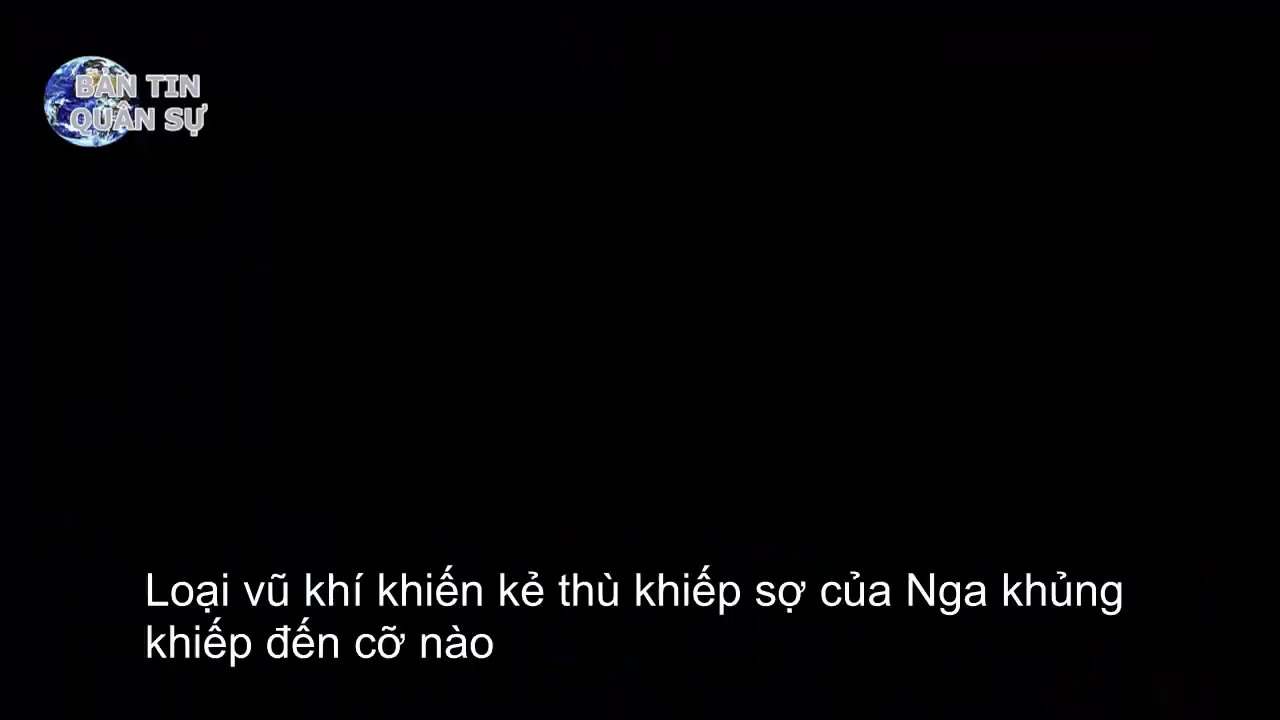 BẢN TIN
QUÂN SỰ
Loại vũ khí khiến kẻ thù khiếp sợ của Nga khủng
khiếp đến cỡ nào